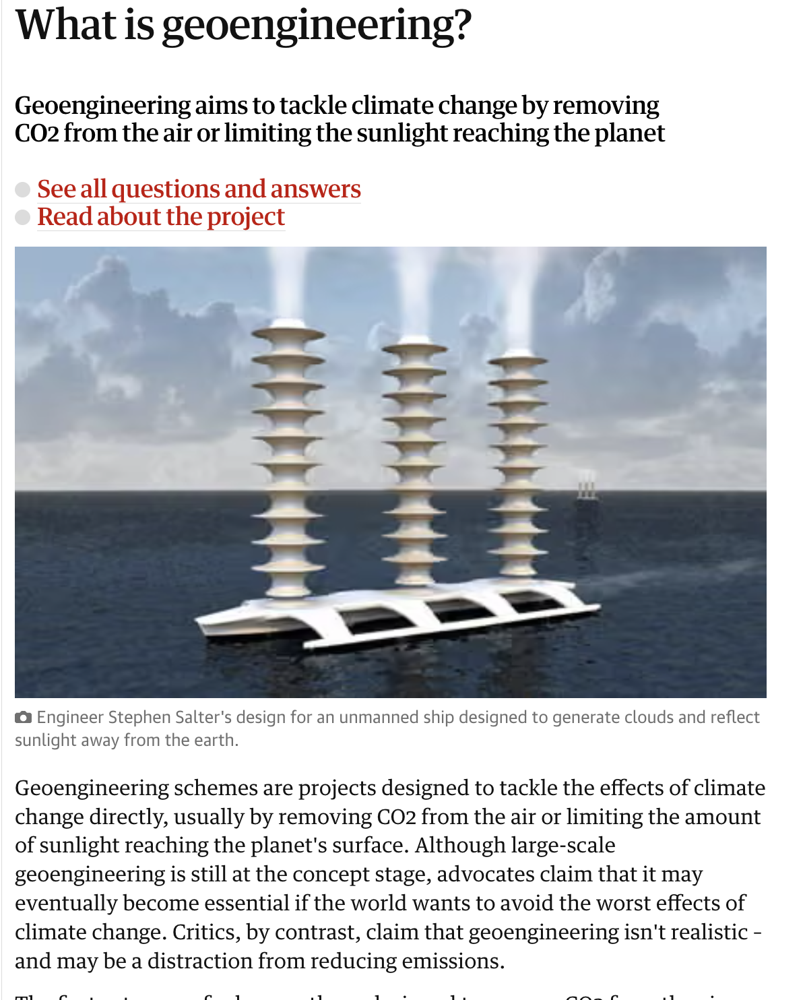 What is geoengineering?
Geoengineering aims to tackle climate change by removing
CO2 from the air or limiting the sunlight reaching the planet
See all questions and answers
Read about the project
Engineer Stephen Salter's design for an unmanned ship designed to generate clouds and reflect
sunlight away from the earth.
Geoengineering schemes are projects designed to tackle the effects of climate
change directly, usually by removing CO2 from the air or limiting the amount
of sunlight reaching the planet's surface. Although large-scale
geoengineering is still at the concept stage, advocates claim that it may
eventually become essential if the world wants to avoid the worst effects of
climate change. Critics, by contrast, claim that geoengineering isn't realistic –
and may be a distraction from reducing emissions.